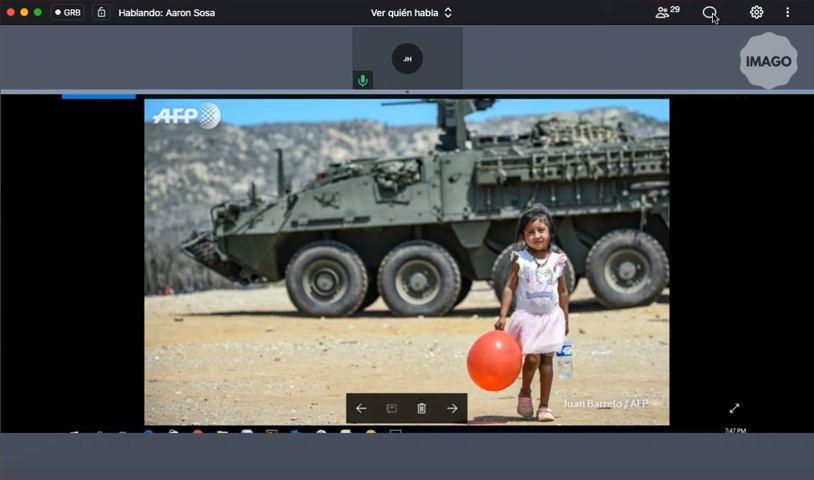 GRB
Hablando: Aaron Sosa
Ver quién habla
29
JH
IMAGO
AFP
Juan Barreto / AFP
7:47 PM